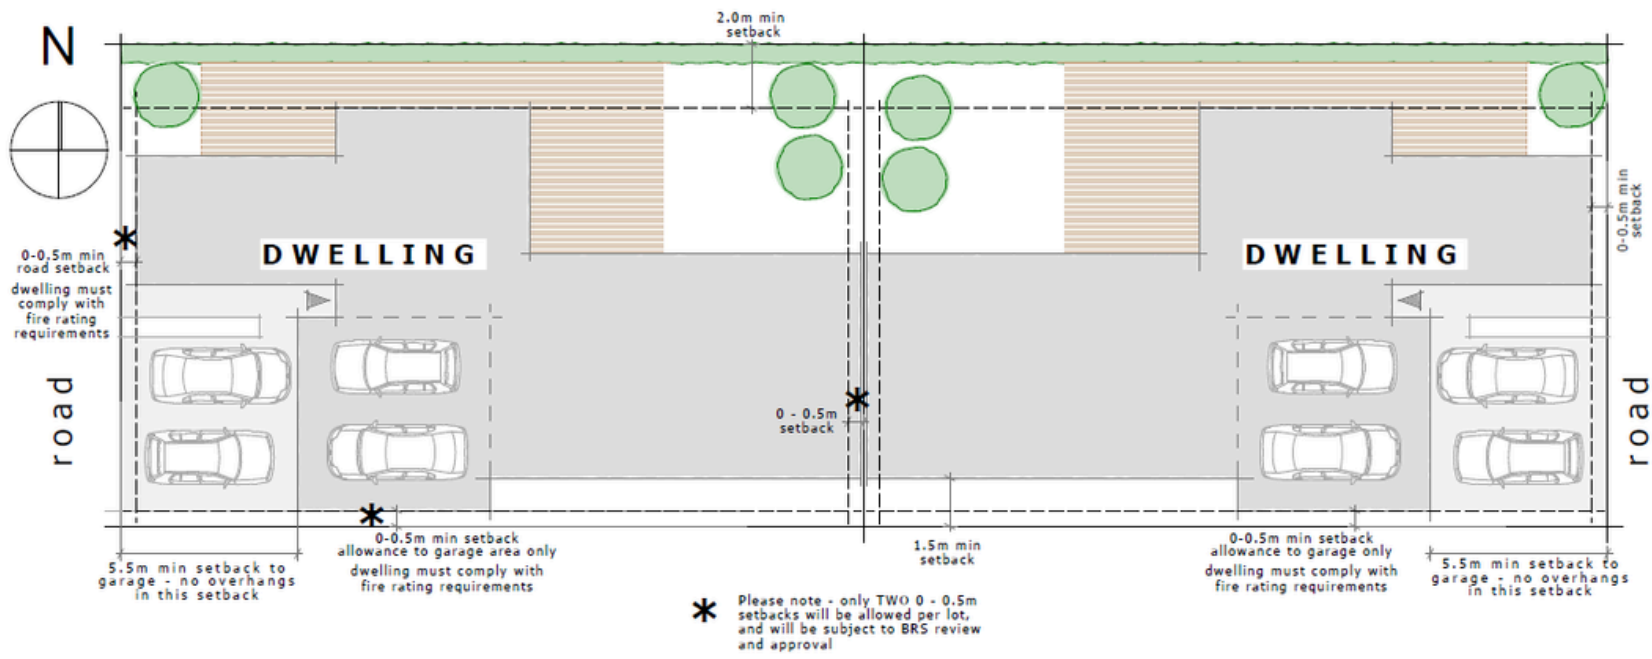 N
2.0m min
setback
DWELLING
DWELLING
0-0.5m min
road setback
dwelling must
comply with
fire rating
requirements
0-0.5m min
setback
road
road
*
*
0 - 0.5m
setback
*
0-0.5m min setback
allowance to garage area only
dwelling must comply with
fire rating requirements
1.5m min
setback
0-0.5m min setback
allowance to garage only
dwelling must comply with
fire rating requirements
5.5m min setback to
garage - no overhangs
in this setback
5.5m min setback to
garage - no overhangs
in this setback
* Please note - only TWO 0 - 0.5m
setbacks will be allowed per lot,
and will be subject to BRS review
and approval